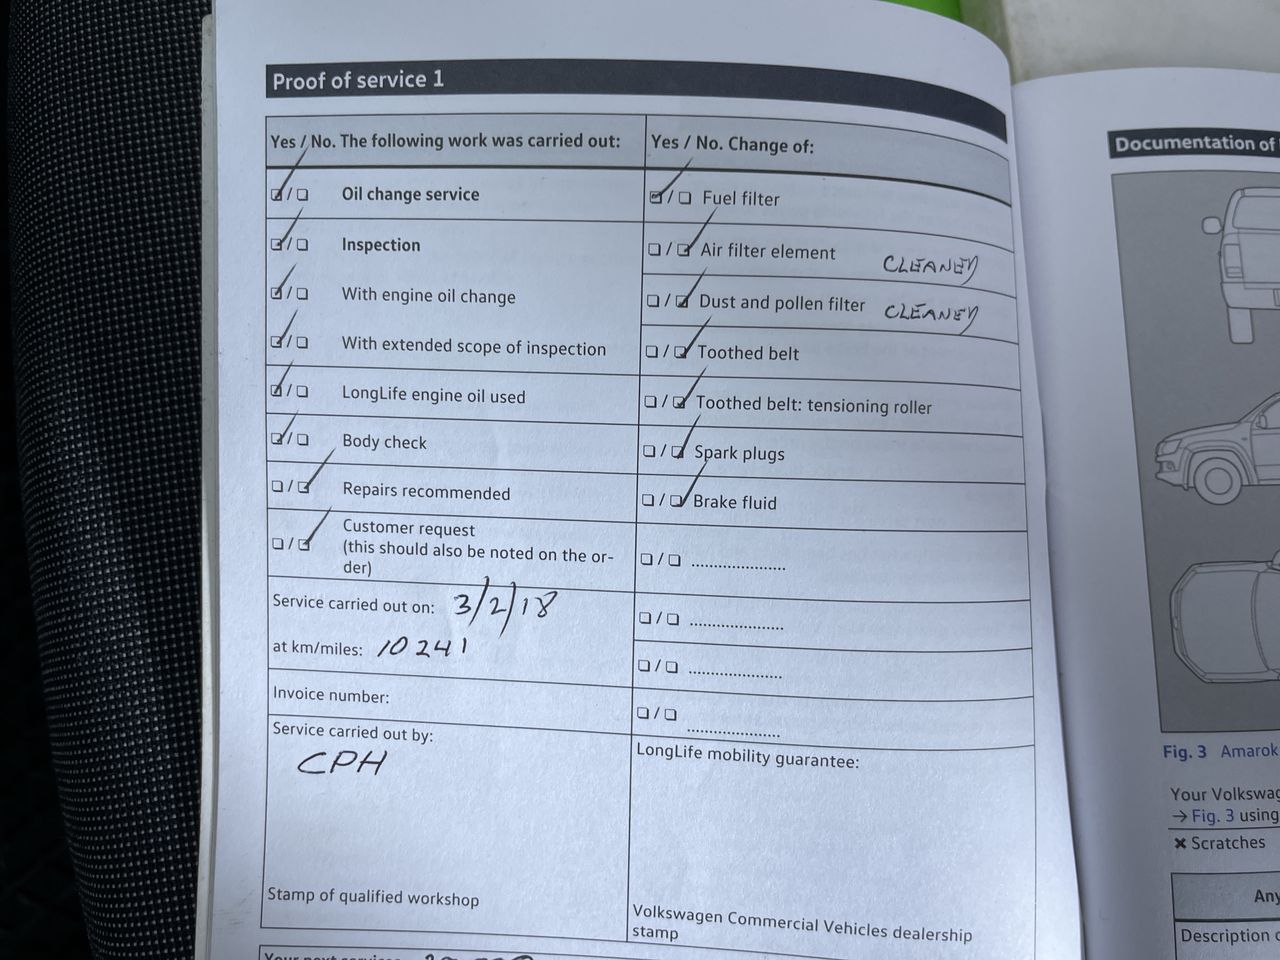 Proof of service 1
Yes / No. The following work was carried out:
☑ / ☐ Oil change service
☑ / ☐ Inspection
☑ / ☐ With engine oil change
☑ / ☐ With extended scope of inspection
☑ / ☐ LongLife engine oil used
☑ / ☐ Body check
☐ / ☑ Repairs recommended
☐ / ☑ Customer request
(this should also be noted on the or-
der)
Service carried out on: 3/2/18
at km/miles: 10241
Invoice number:
Service carried out by:
CPH
Stamp of qualified workshop
Yes / No. Change of:
☑ / ☐ Fuel filter
☐ / ☑ Air filter element CLEANED
☐ / ☑ Dust and pollen filter CLEANED
☐ / ☑ Toothed belt
☐ / ☑ Toothed belt: tensioning roller
☐ / ☑ Spark plugs
☐ / ☑ Brake fluid
☐ / ☐ ....................
☐ / ☐ ....................
☐ / ☐ ....................
☐ / ☐ ....................
LongLife mobility guarantee:
Volkswagen Commercial Vehicles dealership
stamp
Your next service
Documentation of
Fig. 3 Amarok
Your Volkswag
→ Fig. 3 using
✖ Scratches
Any
Description o